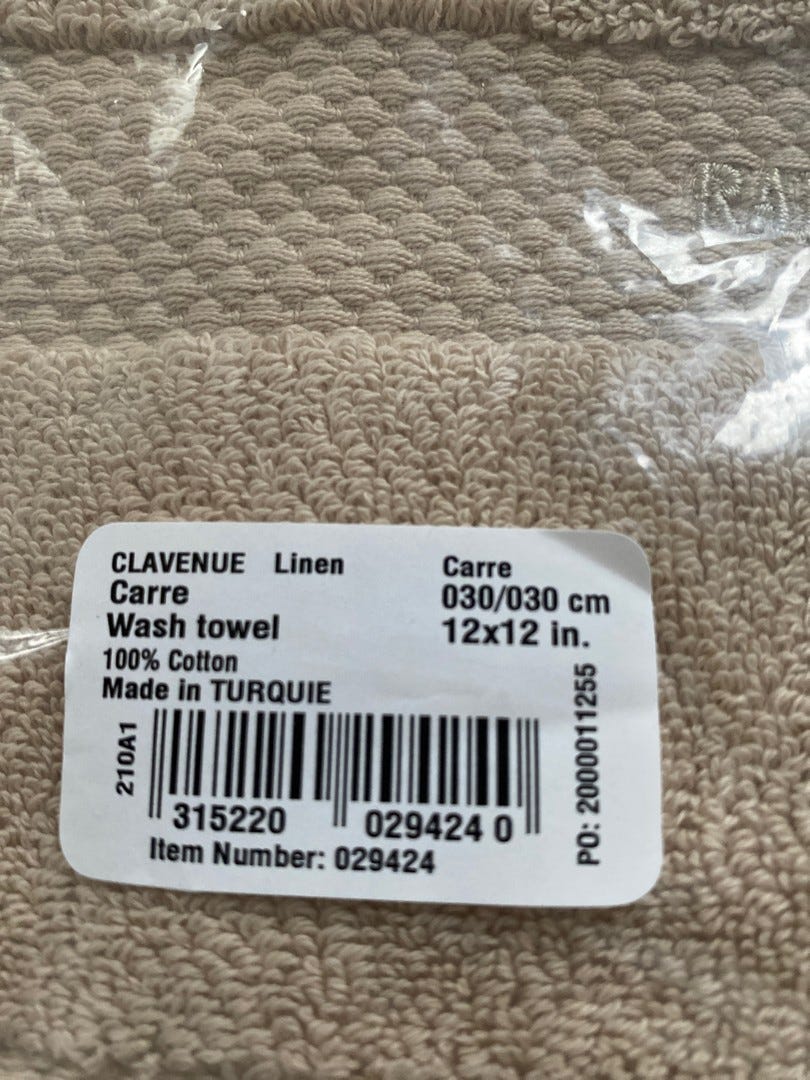 RA
CLAVENUE Linen
Carre
Wash towel
100% Cotton
Made in TURQUIE
Carre
030/030 cm
12x12 in.
210A1
315220 029424 0
Item Number: 029424
PO: 2000011255